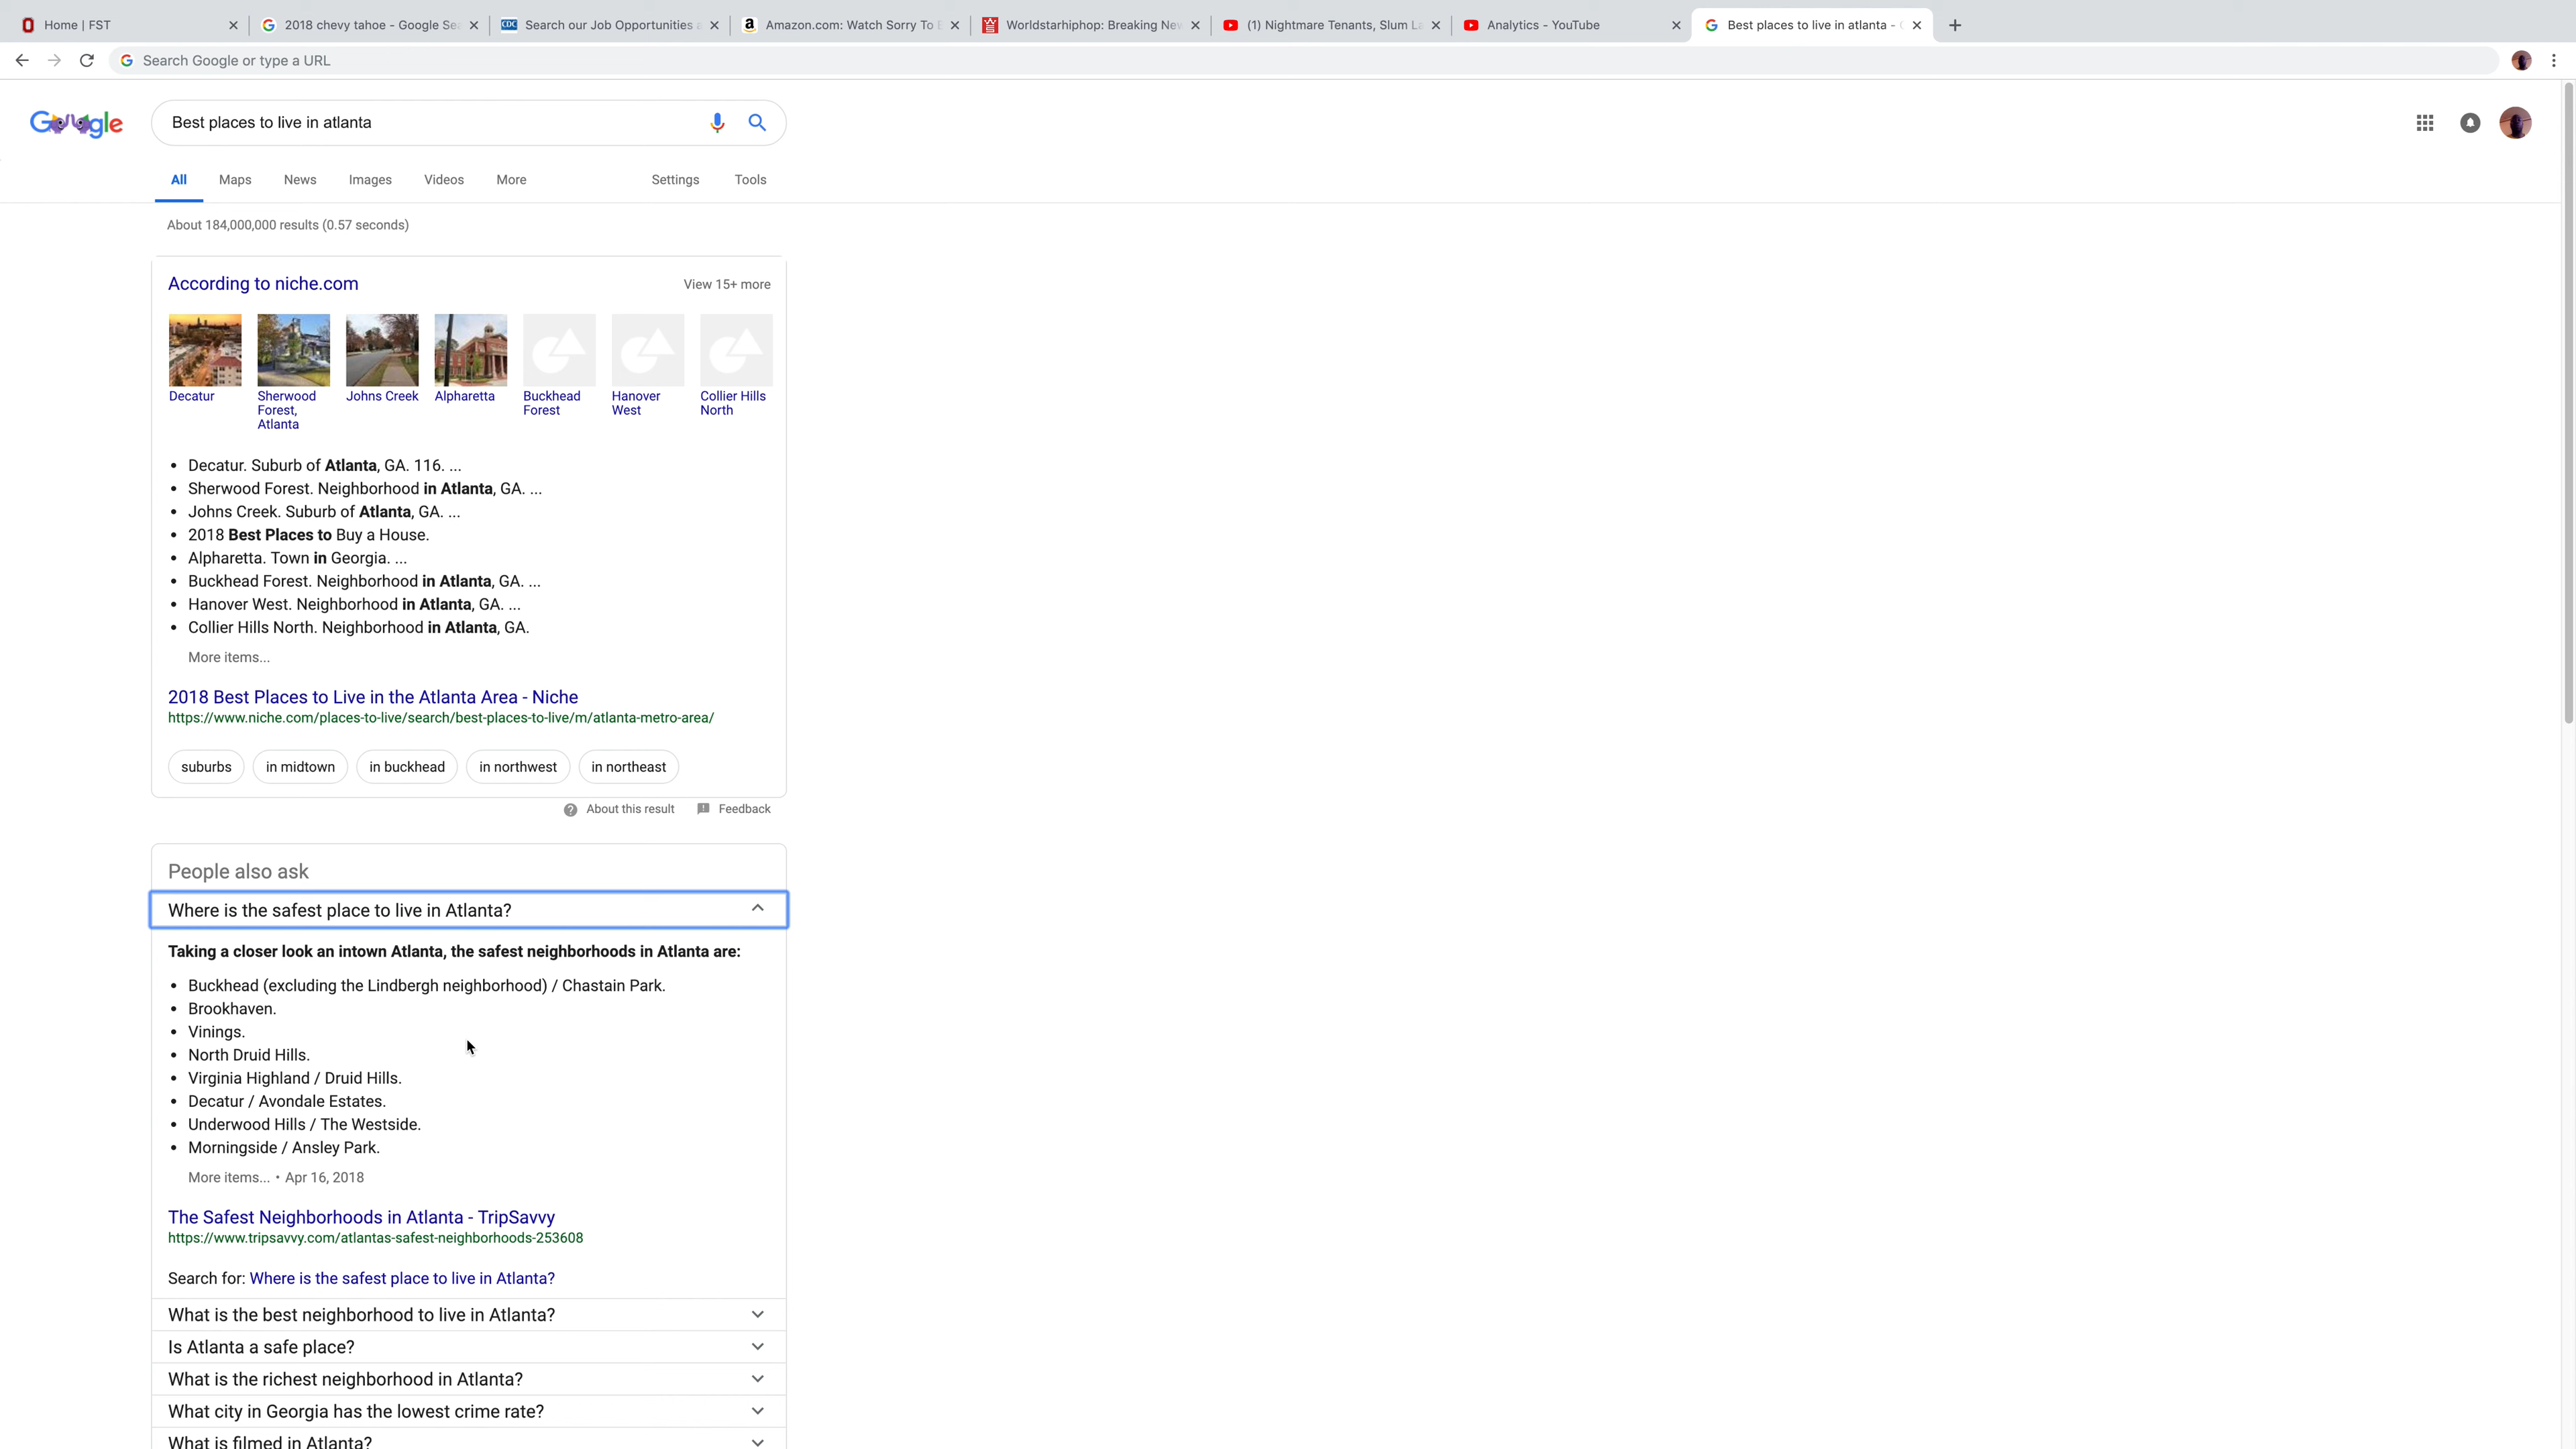 Home | FST
2018 chevy tahoe - Google Se
CDC
Search our Job Opportunities a
Amazon.com: Watch Sorry To B
Worldstarhiphop: Breaking New
(1) Nightmare Tenants, Slum La
Analytics - YouTube
Best places to live in atlanta -
Search Google or type a URL
Google
Best places to live in atlanta
All Maps News Images Videos More Settings Tools
About 184,000,000 results (0.57 seconds)
According to niche.com
View 15+ more
Decatur
Sherwood
Forest,
Atlanta
Johns Creek
Alpharetta
Buckhead
Forest
Hanover
West
Collier Hills
North
• Decatur. Suburb of Atlanta, GA. 116. ...
• Sherwood Forest. Neighborhood in Atlanta, GA. ...
• Johns Creek. Suburb of Atlanta, GA. ...
• 2018 Best Places to Buy a House.
• Alpharetta. Town in Georgia. ...
• Buckhead Forest. Neighborhood in Atlanta, GA. ...
• Hanover West. Neighborhood in Atlanta, GA. ...
• Collier Hills North. Neighborhood in Atlanta, GA.
More items...
2018 Best Places to Live in the Atlanta Area - Niche
https://www.niche.com/places-to-live/search/best-places-to-live/m/atlanta-metro-area/
suburbs in midtown in buckhead in northwest in northeast
About this result Feedback
People also ask
Where is the safest place to live in Atlanta?
Taking a closer look an intown Atlanta, the safest neighborhoods in Atlanta are:
• Buckhead (excluding the Lindbergh neighborhood) / Chastain Park.
• Brookhaven.
• Vinings.
• North Druid Hills.
• Virginia Highland / Druid Hills.
• Decatur / Avondale Estates.
• Underwood Hills / The Westside.
• Morningside / Ansley Park.
More items... • Apr 16, 2018
The Safest Neighborhoods in Atlanta - TripSavvy
https://www.tripsavvy.com/atlantas-safest-neighborhoods-253608
Search for: Where is the safest place to live in Atlanta?
What is the best neighborhood to live in Atlanta?
Is Atlanta a safe place?
What is the richest neighborhood in Atlanta?
What city in Georgia has the lowest crime rate?
What is filmed in Atlanta?